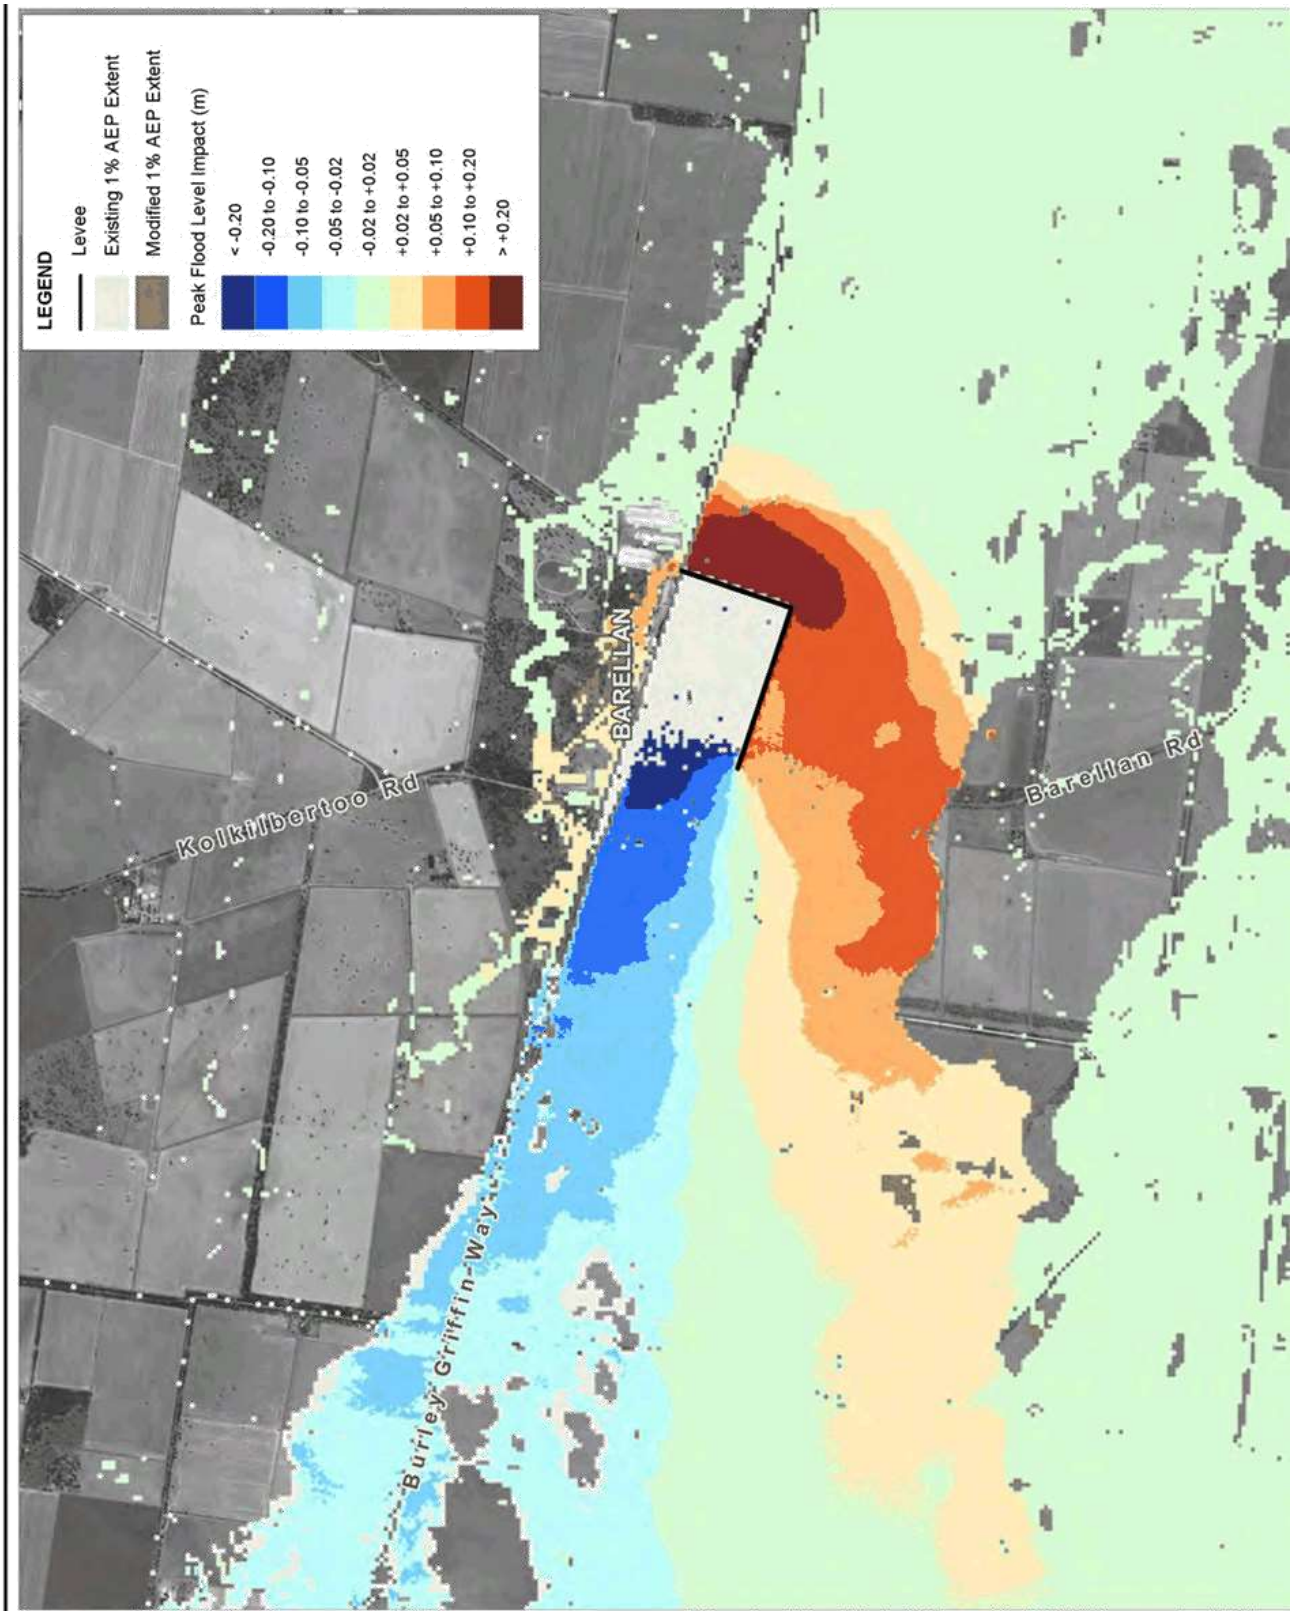 LEGEND
Levee
Existing 1% AEP Extent
Modified 1% AEP Extent
Peak Flood Level Impact (m)
< -0.20
-0.20 to -0.10
-0.10 to -0.05
-0.05 to -0.02
-0.02 to +0.02
+0.02 to +0.05
+0.05 to +0.10
+0.10 to +0.20
> +0.20
Kolkilbertoo Rd
BARELLAN
Barellan Rd
Burley Griffin Way